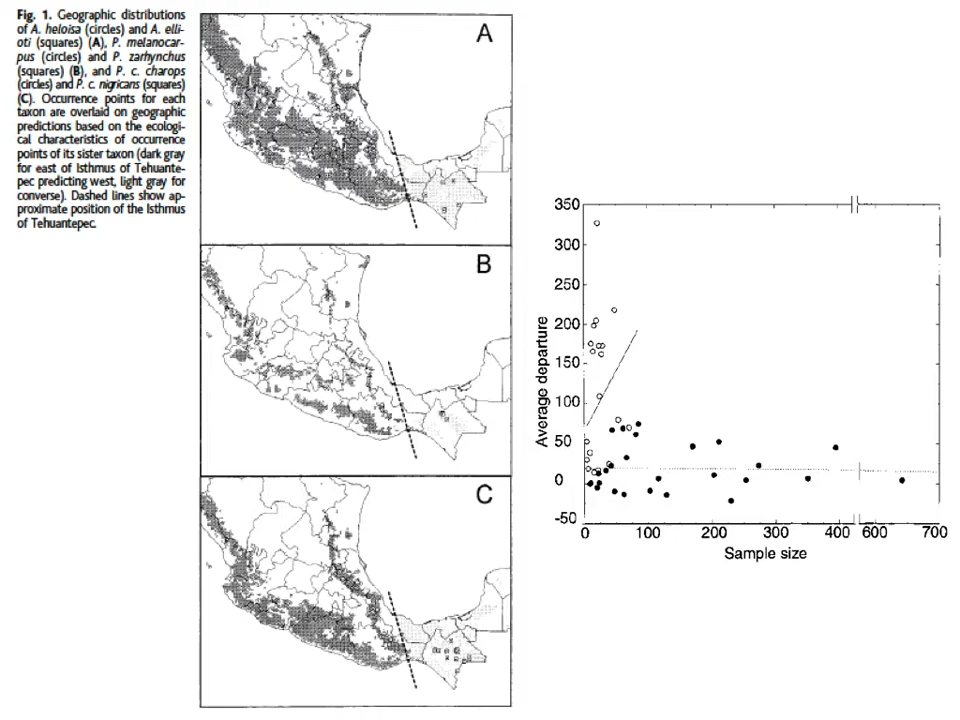 Fig. 1. Geographic distributions
of A. heloisa (circles) and A. elli-
oti (squares) (A), P. melanocar-
pus (circles) and P. zarhynchus
(squares) (B), and P. c. charops
(circles) and P. c. nigricans (squares)
(C). Occurrence points for each
taxon are overlaid on geographic
predictions based on the ecologi-
cal characteristics of occurrence
points of its sister taxon (dark gray
for east of Isthmus of Tehuante-
pec predicting west, light gray for
converse). Dashed lines show ap-
proximate position of the Isthmus
of Tehuantepec.
A
B
C
350
300
250
200
150
100
50
0
-50
Average departure
0 100 200 300 400 600 700
Sample size